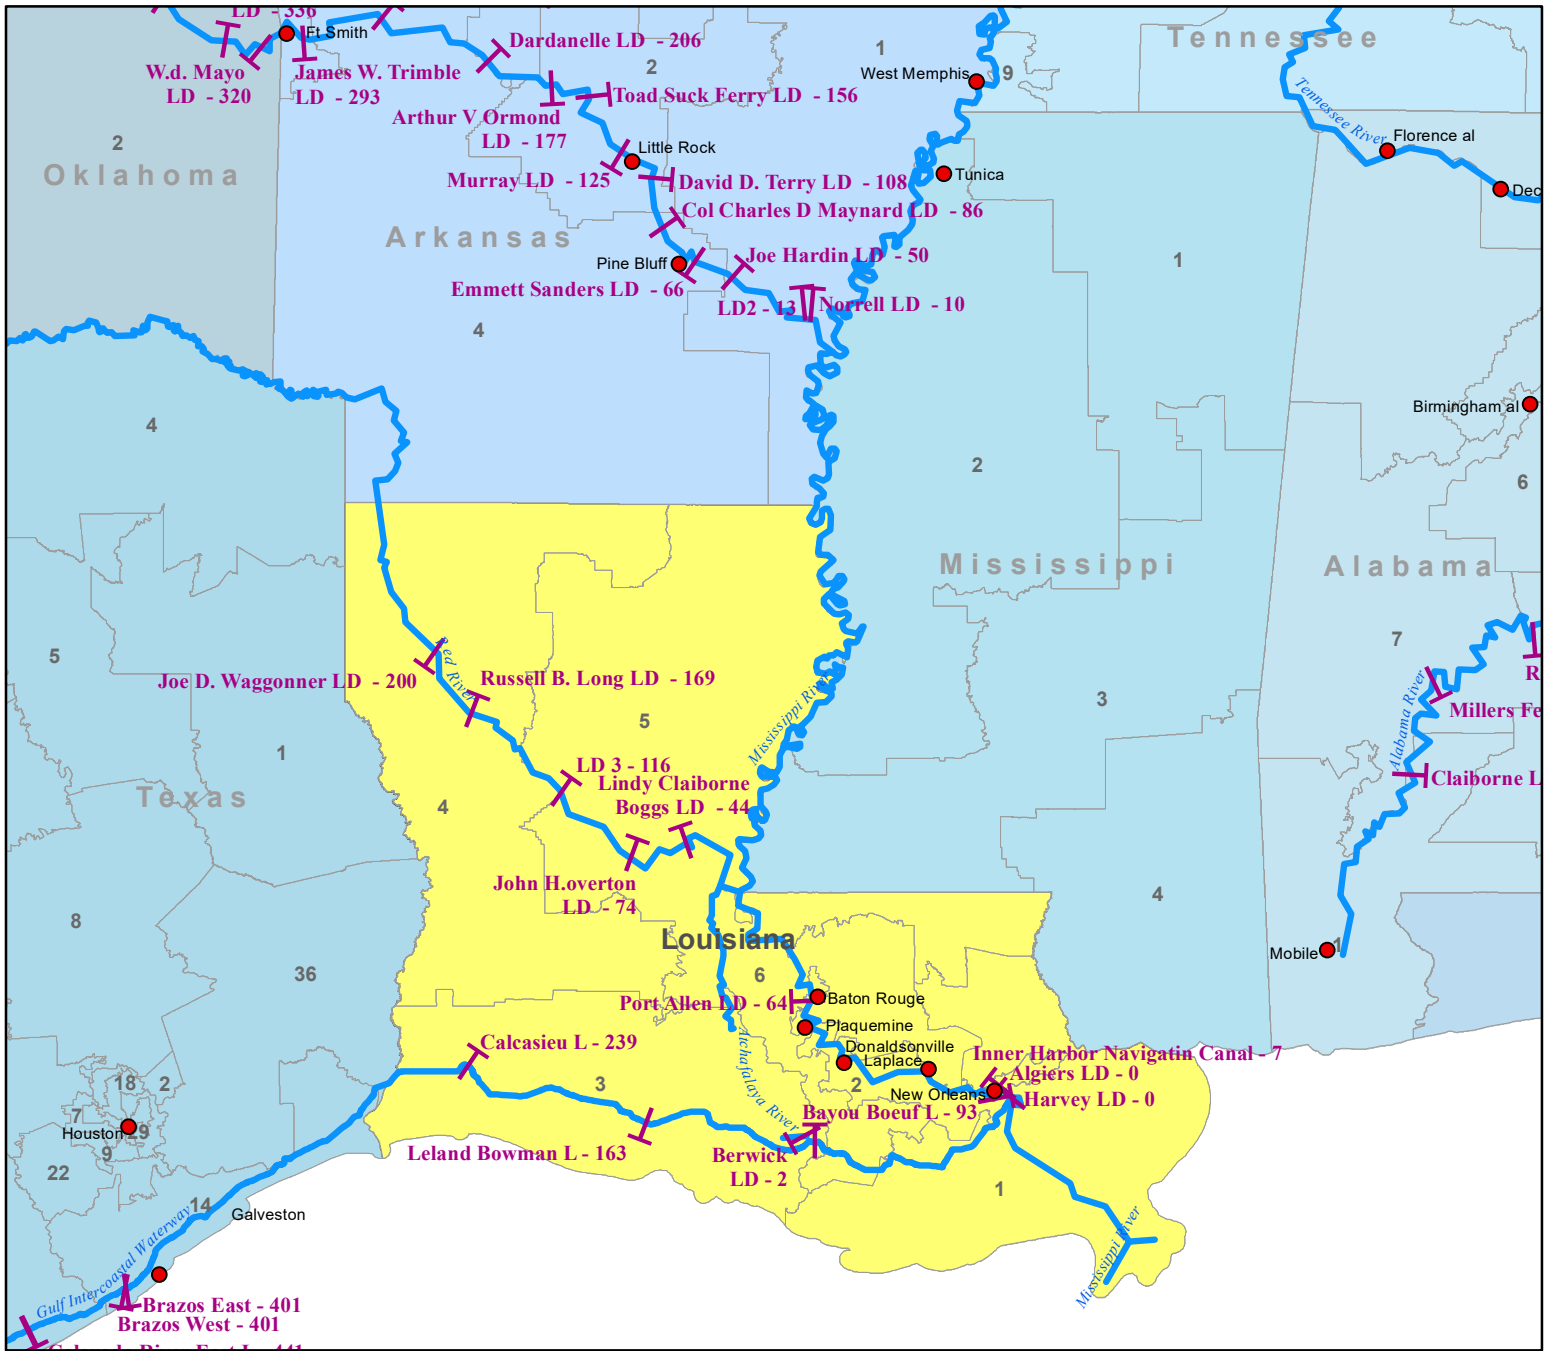 LD - 336
Ft Smith
W.d. Mayo
LD - 320
James W. Trimble
LD - 293
Dardanelle LD - 206
2
1
Tennessee
West Memphis
9
Toad Suck Ferry LD - 156
Arthur V Ormond
LD - 177
Tennessee River
Florence al
2
Oklahoma
Little Rock
Murray LD - 125
David D. Terry LD - 108
Tunica
Dec
Col Charles D Maynard LD - 86
Arkansas
Pine Bluff
Joe Hardin LD - 50
1
Emmett Sanders LD - 66
LD2 - 13
Norrell LD - 10
4
4
Birmingham al
2
6
Mississippi
Alabama
5
7
Red River
Joe D. Waggonner LD - 200
Russell B. Long LD - 169
R
Millers Fe
5
3
Mississippi River
Alabama River
1
LD 3 - 116
Lindy Claiborne
Boggs LD - 44
Claiborne L
Texas
4
John H.overton
LD - 74
4
8
Louisiana
Mobile
1
36
6
Port Allen LD - 64
Baton Rouge
Plaquemine
Calcasieu L - 239
Atchafalaya River
Donaldsonville
Laplace
Inner Harbor Navigatin Canal - 7
Algiers LD - 0
18
2
3
2
New Orleans
Harvey LD - 0
7
Houston
29
9
Bayou Boeuf L - 93
Leland Bowman L - 163
Berwick
LD - 2
22
1
14
Galveston
Gulf Intercoastal Waterway
Mississippi River
Brazos East - 401
Brazos West - 401